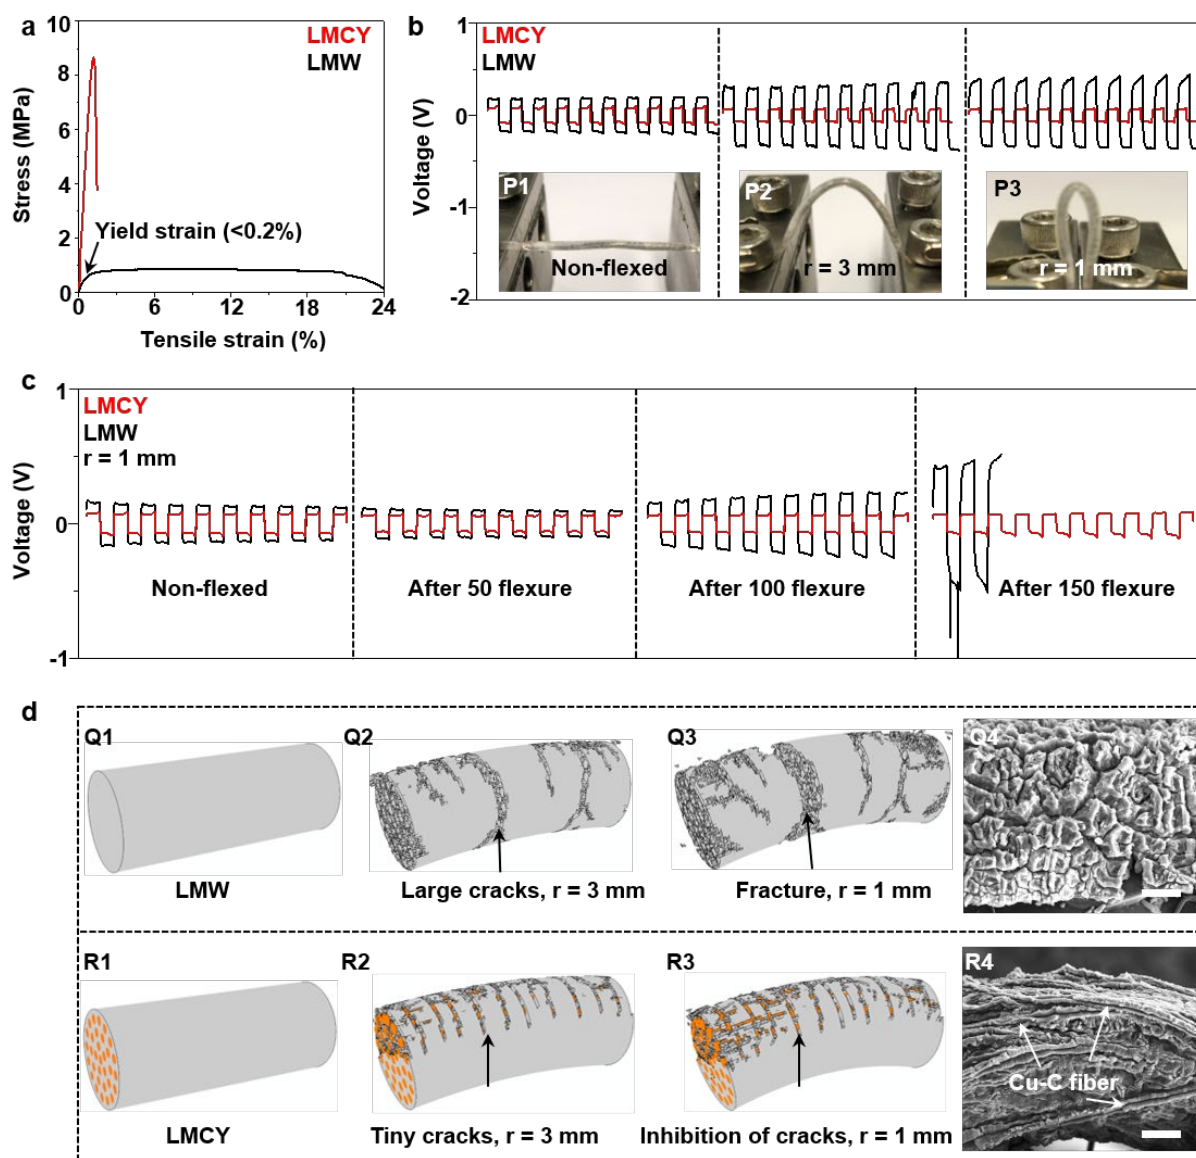 a
10
8
6
4
2
0
Stress (MPa)
LMCY
LMW
Yield strain (<0.2%)
0 6 12 18 24
Tensile strain (%)
b
1
0
-1
-2
Voltage (V)
LMCY
LMW
P1
Non-flexed
P2
r = 3 mm
P3
r = 1 mm
c
1
0
-1
Voltage (V)
LMCY
LMW
r = 1 mm
Non-flexed
After 50 flexure
After 100 flexure
After 150 flexure
d
Q1
LMW
Q2
Large cracks, r = 3 mm
Q3
Fracture, r = 1 mm
Q4
R1
LMCY
R2
Tiny cracks, r = 3 mm
R3
Inhibition of cracks, r = 1 mm
R4
Cu-C fiber